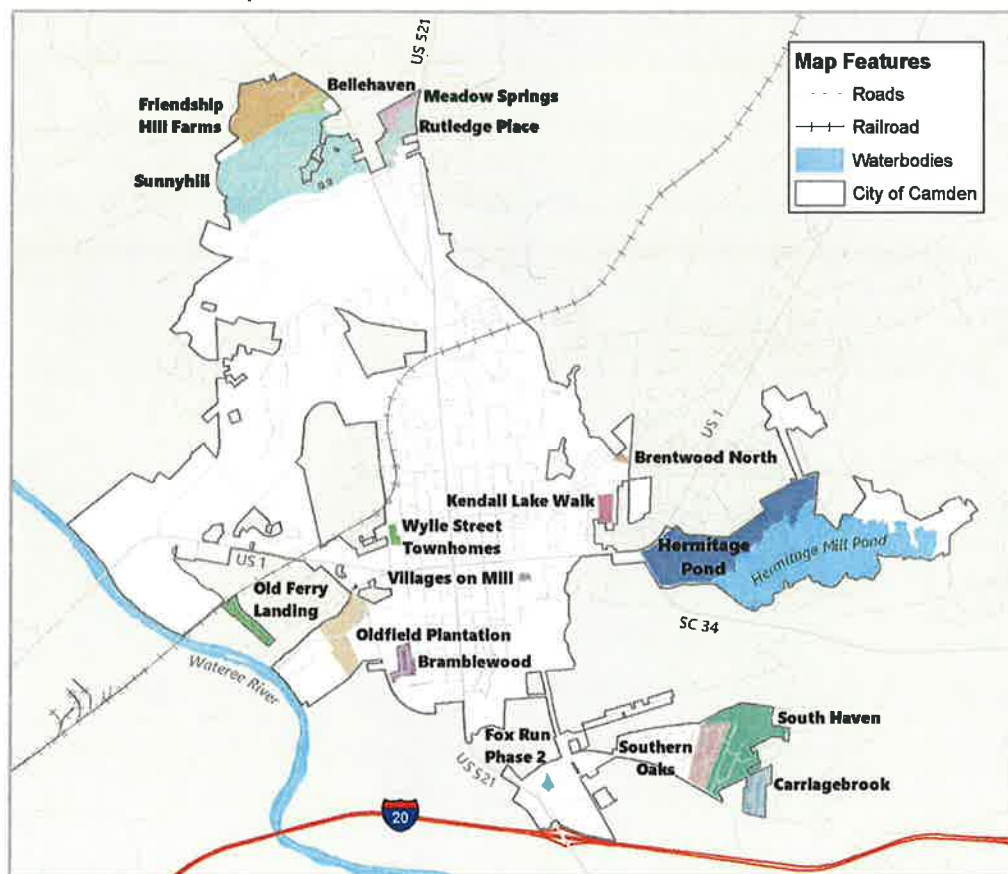 US 521
Bellehaven
Friendship
Hill Farms
Meadow Springs
Rutledge Place
Sunnyhill
Map Features
Roads
Railroad
Waterbodies
City of Camden
US 1
Brentwood North
Kendall Lake Walk
Wylie Street
Townhomes
Hermitage
Pond
Hermitage Mill Pond
US 1
Villages on Mill
Old Ferry
Landing
SC 34
Oldfield Plantation
Bramblewood
Wateree River
South Haven
Fox Run
Phase 2
Southern
Oaks
US 521
Carriagebrook
20